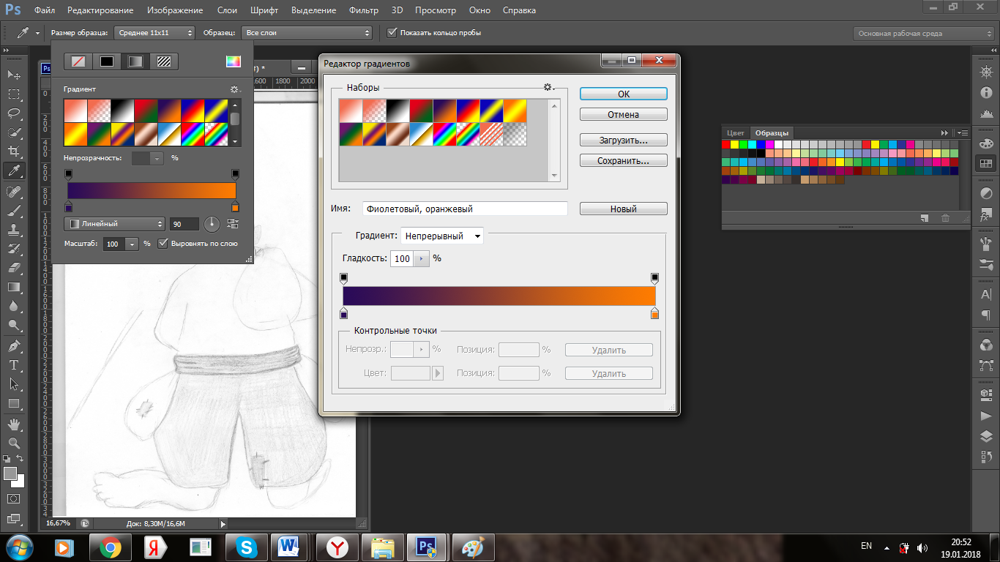 Ps Файл Редактирование Изображение Слои Шрифт Выделение Фильтр 3D Просмотр Окно Справка
Размер образца: Среднее 11x11 Образец: Все слои Показать кольцо пробы Основная рабочая среда
Градиент
Непрозрачность: %
Линейный 90
Масштаб: 100 % Выровнять по слою
1600 1800 2000
Редактор градиентов
Наборы
ОК
Отмена
Загрузить...
Сохранить...
Имя: Фиолетовый, оранжевый Новый
Градиент: Непрерывный
Гладкость: 100 %
Контрольные точки
Непрозр.: % Позиция: % Удалить
Цвет: Позиция: % Удалить
Цвет Образцы
16,67% Док: 8,30M/16,6M
EN 20:52
19.01.2018